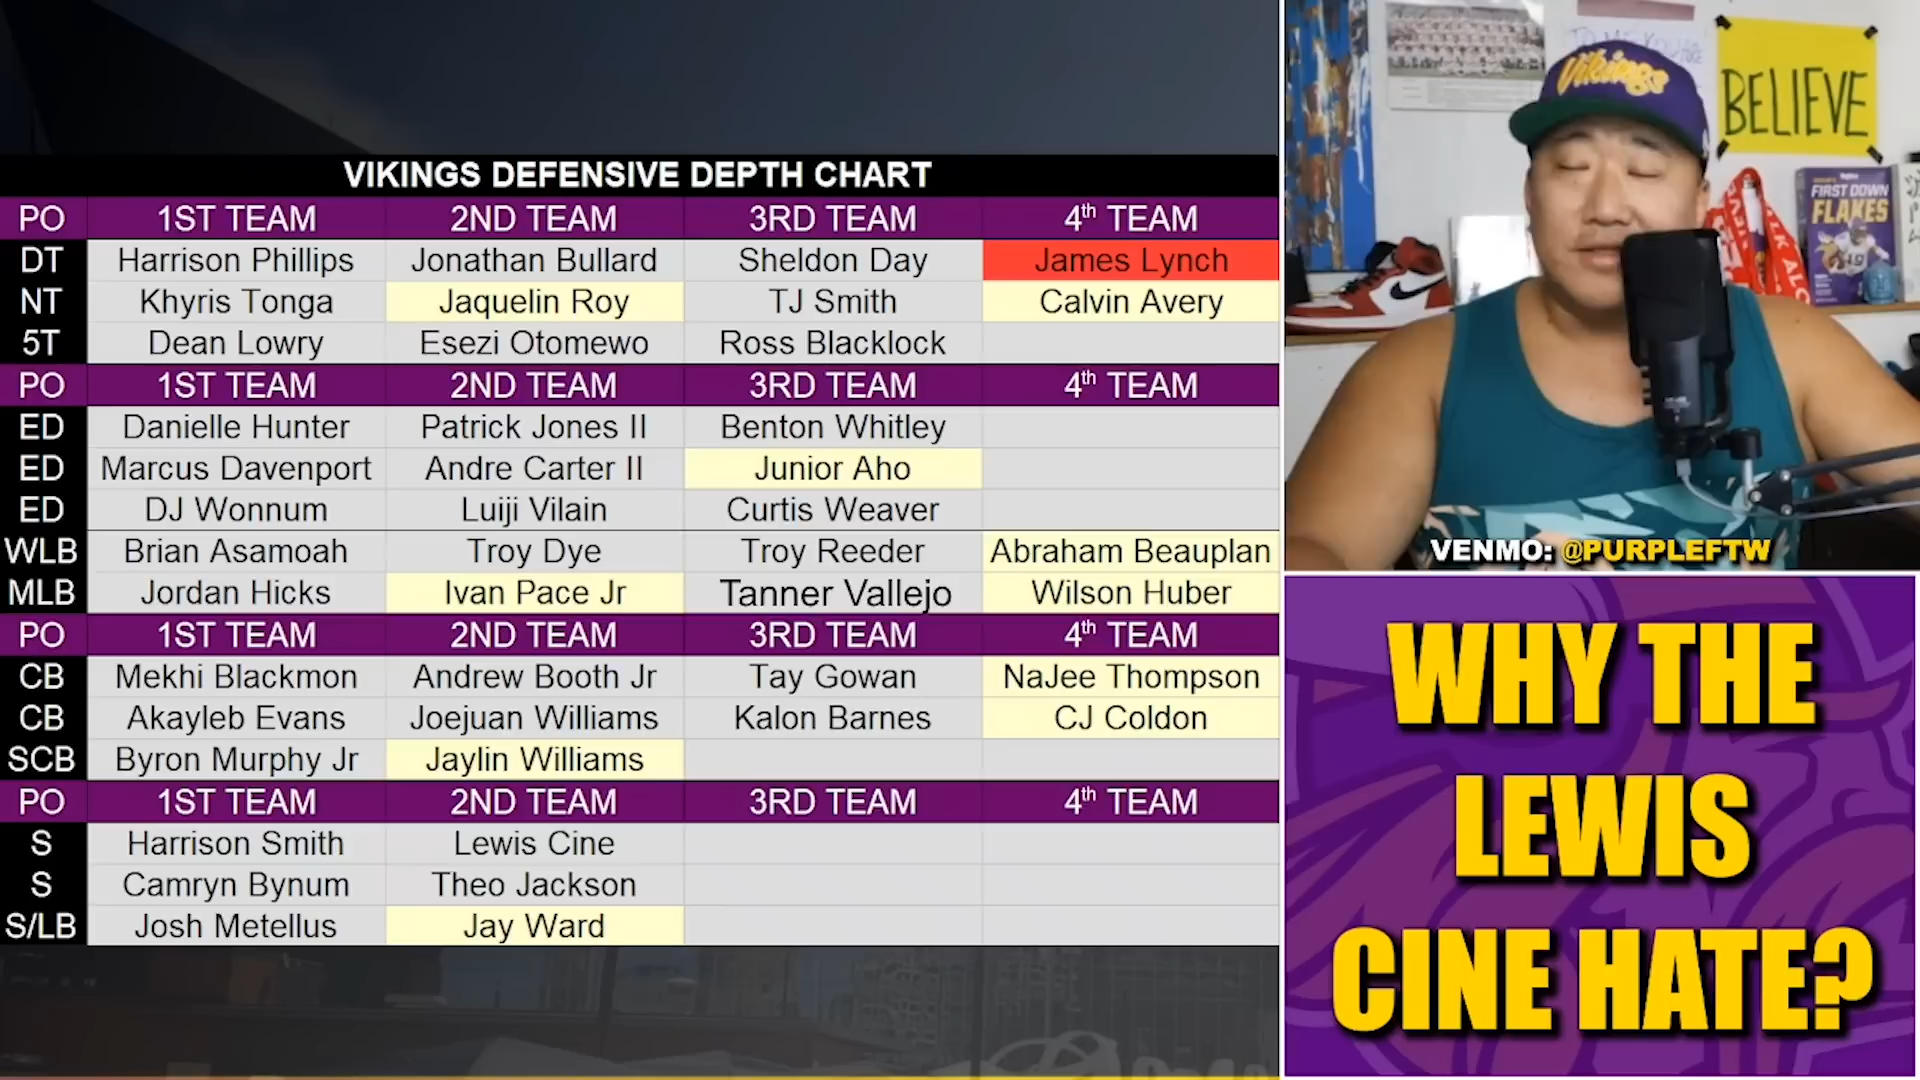 VIKINGS DEFENSIVE DEPTH CHART
PO 1ST TEAM 2ND TEAM 3RD TEAM 4th TEAM
DT Harrison Phillips Jonathan Bullard Sheldon Day James Lynch
NT Khyris Tonga Jaquelin Roy TJ Smith Calvin Avery
5T Dean Lowry Esezi Otomewo Ross Blacklock
PO 1ST TEAM 2ND TEAM 3RD TEAM 4th TEAM
ED Danielle Hunter Patrick Jones II Benton Whitley
ED Marcus Davenport Andre Carter II Junior Aho
ED DJ Wonnum Luiji Vilain Curtis Weaver
WLB Brian Asamoah Troy Dye Troy Reeder Abraham Beauplan
MLB Jordan Hicks Ivan Pace Jr Tanner Vallejo Wilson Huber
PO 1ST TEAM 2ND TEAM 3RD TEAM 4th TEAM
CB Mekhi Blackmon Andrew Booth Jr Tay Gowan NaJee Thompson
CB Akayleb Evans Joejuan Williams Kalon Barnes CJ Coldon
SCB Byron Murphy Jr Jaylin Williams
PO 1ST TEAM 2ND TEAM 3RD TEAM 4th TEAM
S Harrison Smith Lewis Cine
S Camryn Bynum Theo Jackson
S/LB Josh Metellus Jay Ward
Vikings
BELIEVE
FIRST DOWN
FLAKES
VENMO: @PURPLEFTW
WHY THE
LEWIS
CINE HATE?